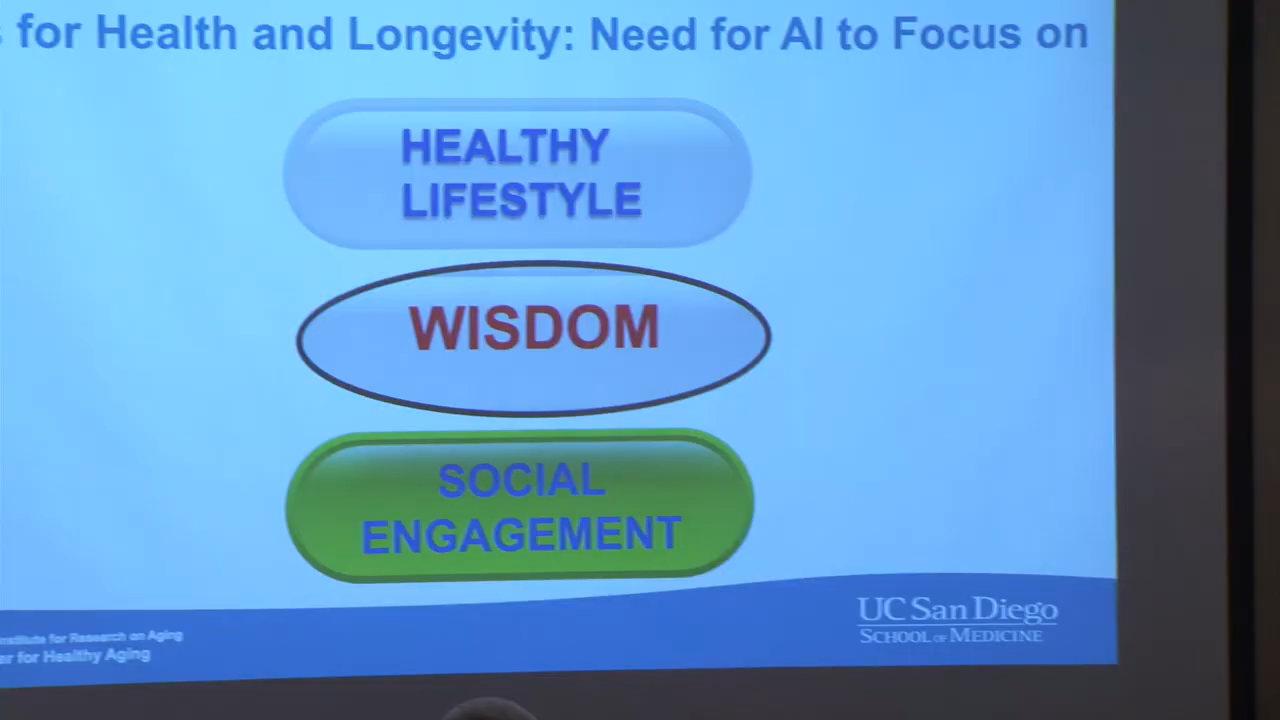 for Health and Longevity: Need for AI to Focus on
HEALTHY
LIFESTYLE
WISDOM
SOCIAL
ENGAGEMENT
Institute for Research on Aging
for Healthy Aging
UC San Diego
SCHOOL OF MEDICINE